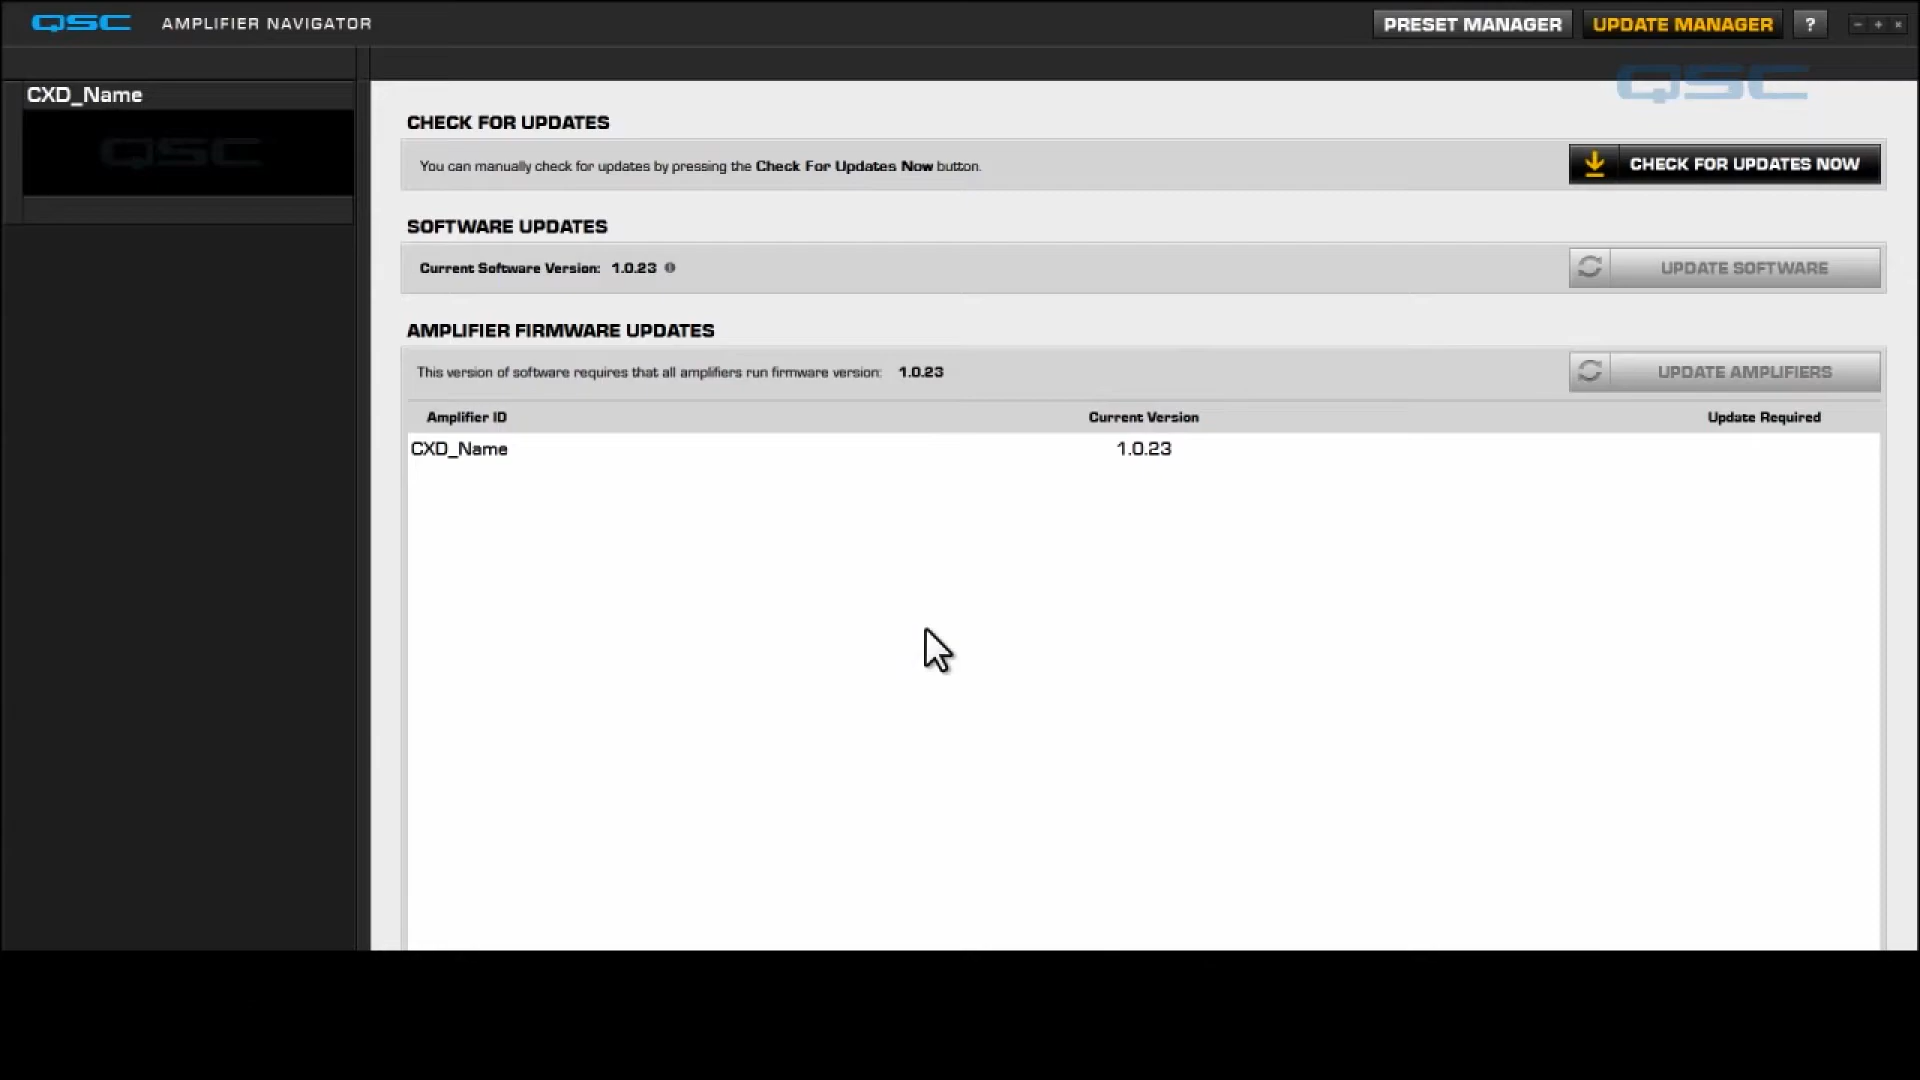 QSC AMPLIFIER NAVIGATOR PRESET MANAGER UPDATE MANAGER ?
CXD_Name
QSC
QSC
CHECK FOR UPDATES
You can manually check for updates by pressing the Check For Updates Now button. CHECK FOR UPDATES NOW
SOFTWARE UPDATES
Current Software Version: 1.0.23 UPDATE SOFTWARE
AMPLIFIER FIRMWARE UPDATES
This version of software requires that all amplifiers run firmware version: 1.0.23 UPDATE AMPLIFIERS
Amplifier ID Current Version Update Required
CXD_Name 1.0.23